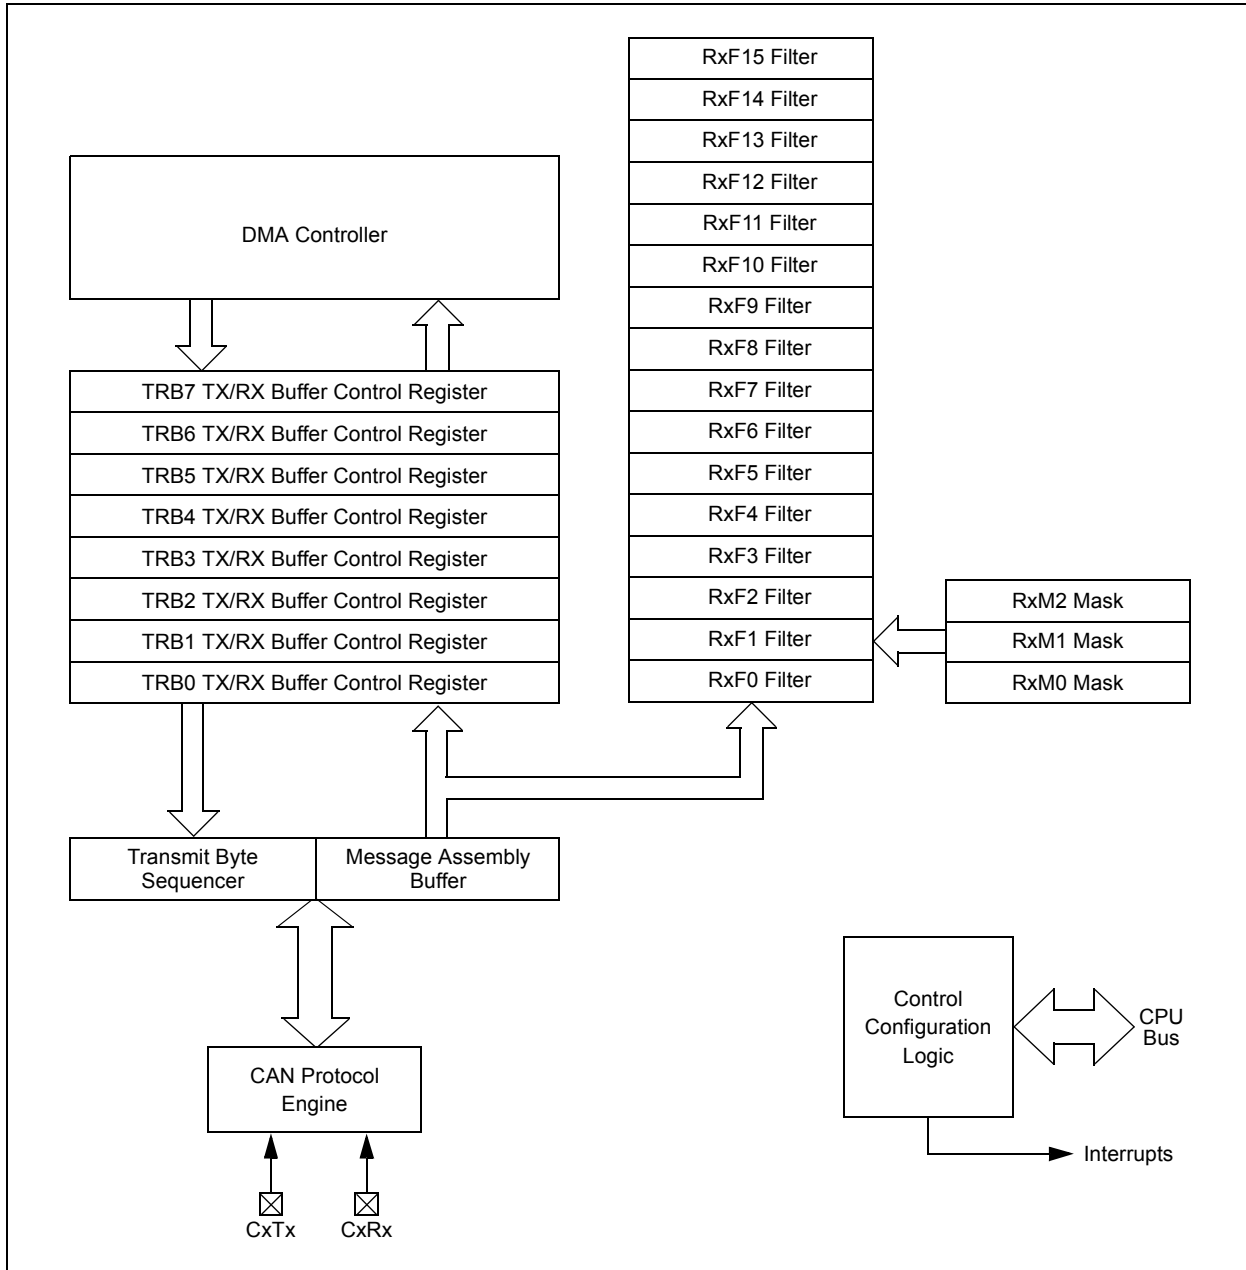 RxF15 Filter
RxF14 Filter
RxF13 Filter
RxF12 Filter
RxF11 Filter
RxF10 Filter
RxF9 Filter
RxF8 Filter
RxF7 Filter
RxF6 Filter
RxF5 Filter
RxF4 Filter
RxF3 Filter
RxF2 Filter
RxF1 Filter
RxF0 Filter
DMA Controller
TRB7 TX/RX Buffer Control Register
TRB6 TX/RX Buffer Control Register
TRB5 TX/RX Buffer Control Register
TRB4 TX/RX Buffer Control Register
TRB3 TX/RX Buffer Control Register
TRB2 TX/RX Buffer Control Register
TRB1 TX/RX Buffer Control Register
TRB0 TX/RX Buffer Control Register
RxM2 Mask
RxM1 Mask
RxM0 Mask
Transmit Byte
Sequencer
Message Assembly
Buffer
CAN Protocol
Engine
CxTx
CxRx
Control
Configuration
Logic
CPU
Bus
Interrupts